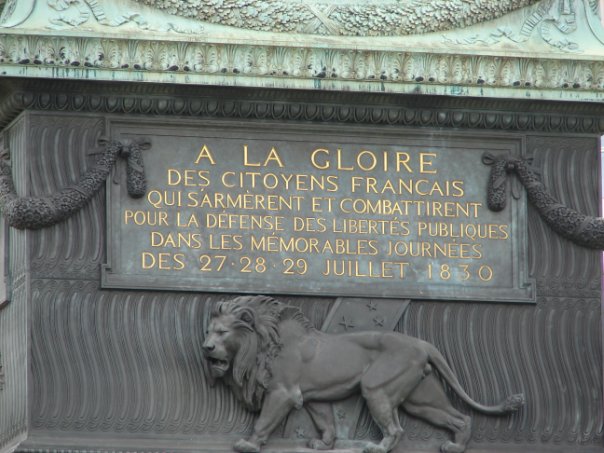 A LA GLOIRE
DES CITOYENS FRANCAIS
QUI S'ARMÈRENT ET COMBATTIRENT
POUR LA DÉFENSE DES LIBERTÉS PUBLIQUES
DANS LES MÉMORABLES JOURNÉES
DES 27·28·29 JUILLET 1830